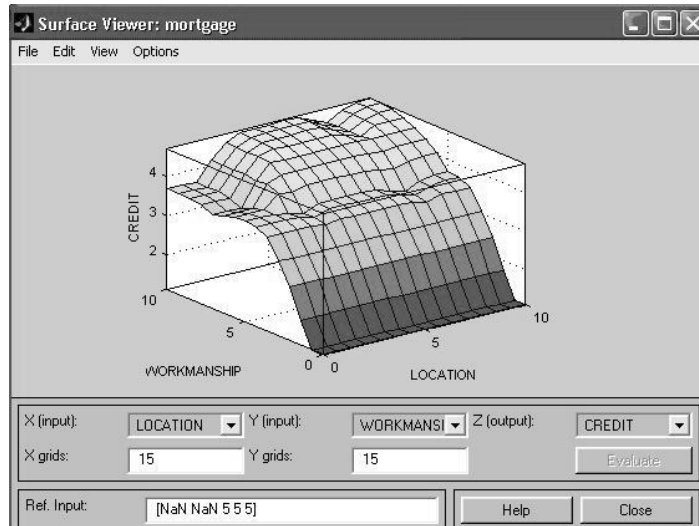 Surface Viewer: mortgage
File Edit View Options
4
3
2
CREDIT
10
5
0
WORKMANSHIP
0
5
10
LOCATION
X (input): LOCATION Y (input): WORKMANSI Z (output): CREDIT
X grids: 15 Y grids: 15 Evaluate
Ref. Input: [NaN NaN 5 5 5] Help Close